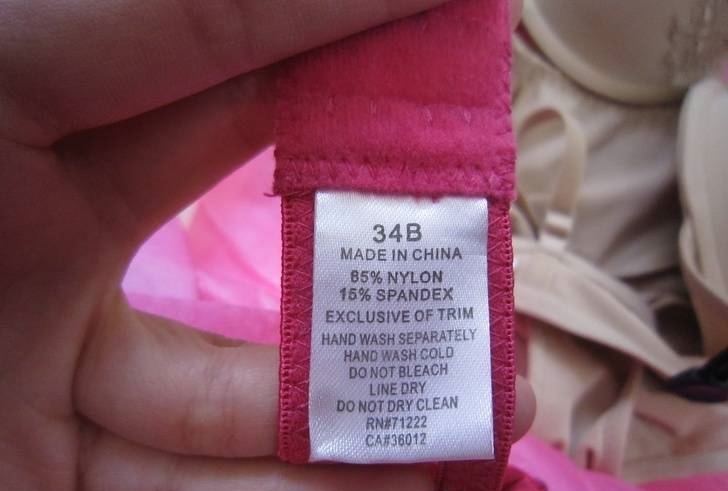 34B
MADE IN CHINA
85% NYLON
15% SPANDEX
EXCLUSIVE OF TRIM
HAND WASH SEPARATELY
HAND WASH COLD
DO NOT BLEACH
LINE DRY
DO NOT DRY CLEAN
RN#71222
CA#36012